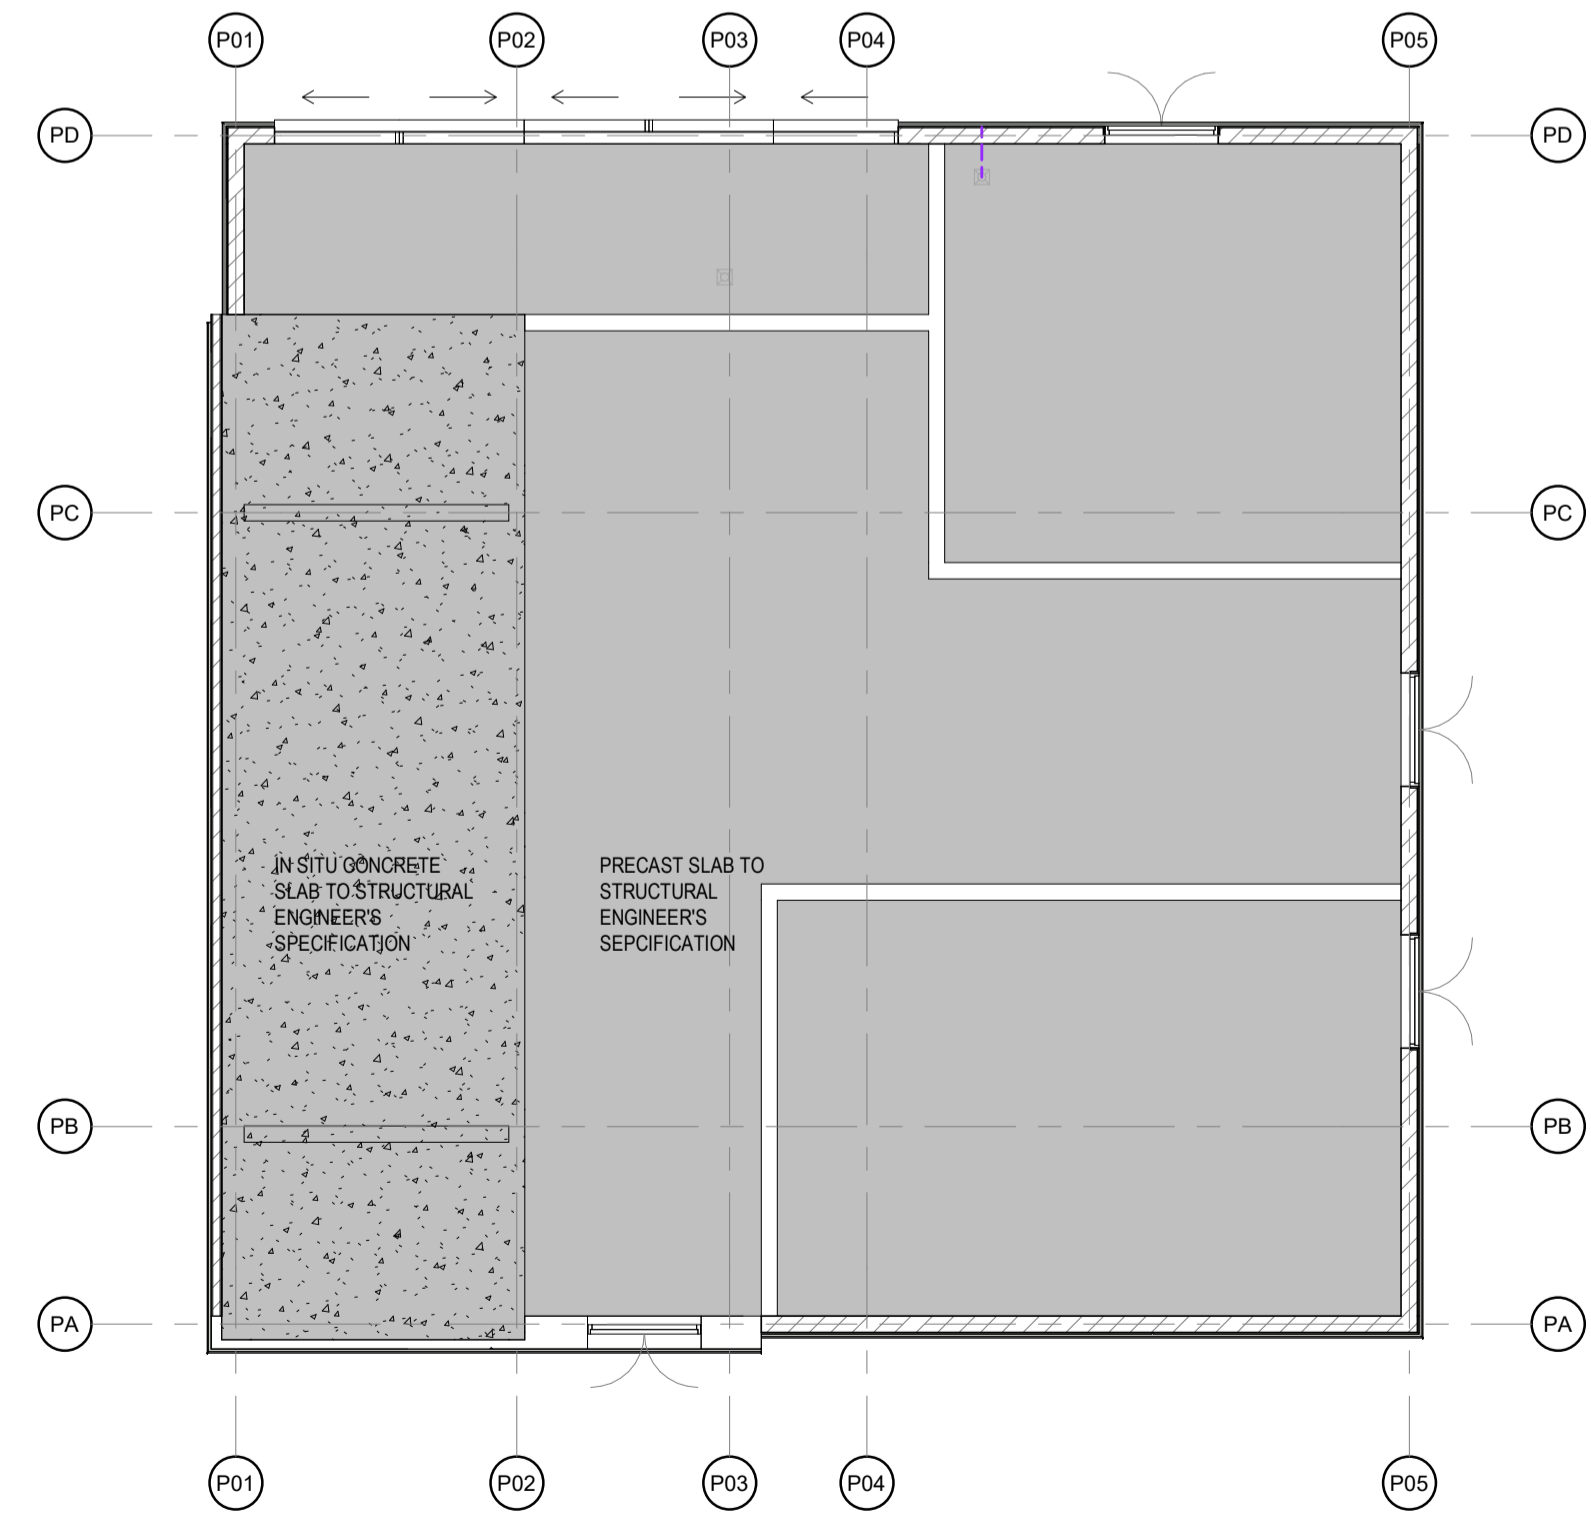 P01 P02 P03 P04 P05
PD PD
PC PC
IN SITU CONCRETE
SLAB TO STRUCTURAL
ENGINEER'S
SPECIFICATION
PRECAST SLAB TO
STRUCTURAL
ENGINEER'S
SEPCIFICATION
PB PB
PA PA
P01 P02 P03 P04 P05